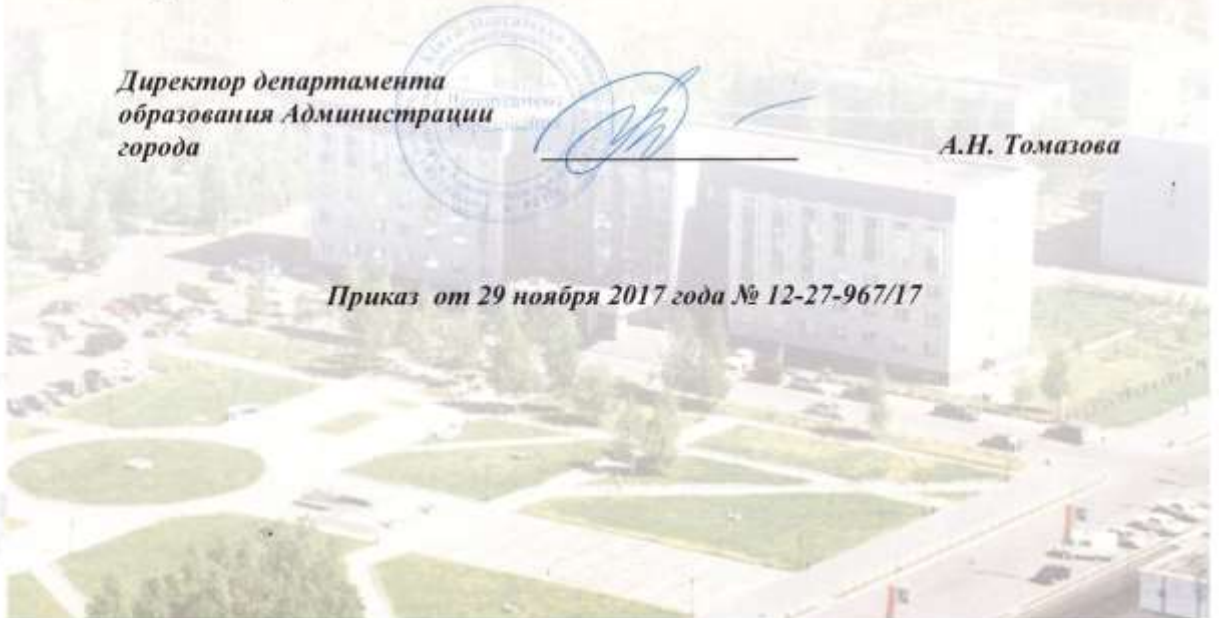 Директор департамента
образования Администрации
города
А.Н. Томазова
Приказ от 29 ноября 2017 года № 12-27-967/17